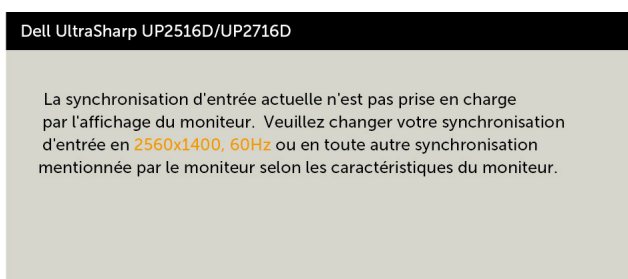 Dell UltraSharp UP2516D/UP2716D
La synchronisation d'entrée actuelle n'est pas prise en charge
par l'affichage du moniteur. Veuillez changer votre synchronisation
d'entrée en 2560x1400, 60Hz ou en toute autre synchronisation
mentionnée par le moniteur selon les caractéristiques du moniteur.